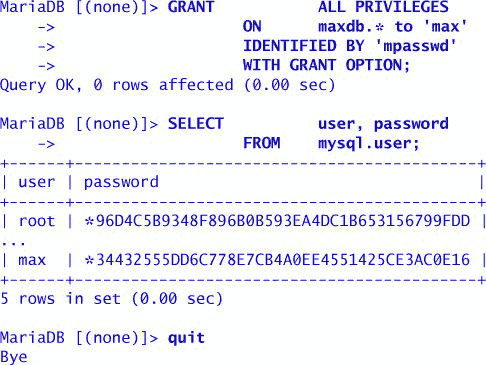 MariaDB [(none)]> GRANT          ALL PRIVILEGES
    ->                   ON     maxdb.* to 'max'
    ->                   IDENTIFIED BY 'mpasswd'
    ->                   WITH GRANT OPTION;
Query OK, 0 rows affected (0.00 sec)
MariaDB [(none)]> SELECT         user, password
    ->                   FROM   mysql.user;
+------+-------------------------------------------+
| user | password                                  |
+------+-------------------------------------------+
| root | *96D4C5B9348F896B0B593EA4DC1B653156799FDD |
...
| max  | *34432555DD6C778E7CB4A0EE4551425CE3AC0E16 |
+------+-------------------------------------------+
5 rows in set (0.00 sec)
MariaDB [(none)]> quit
Bye